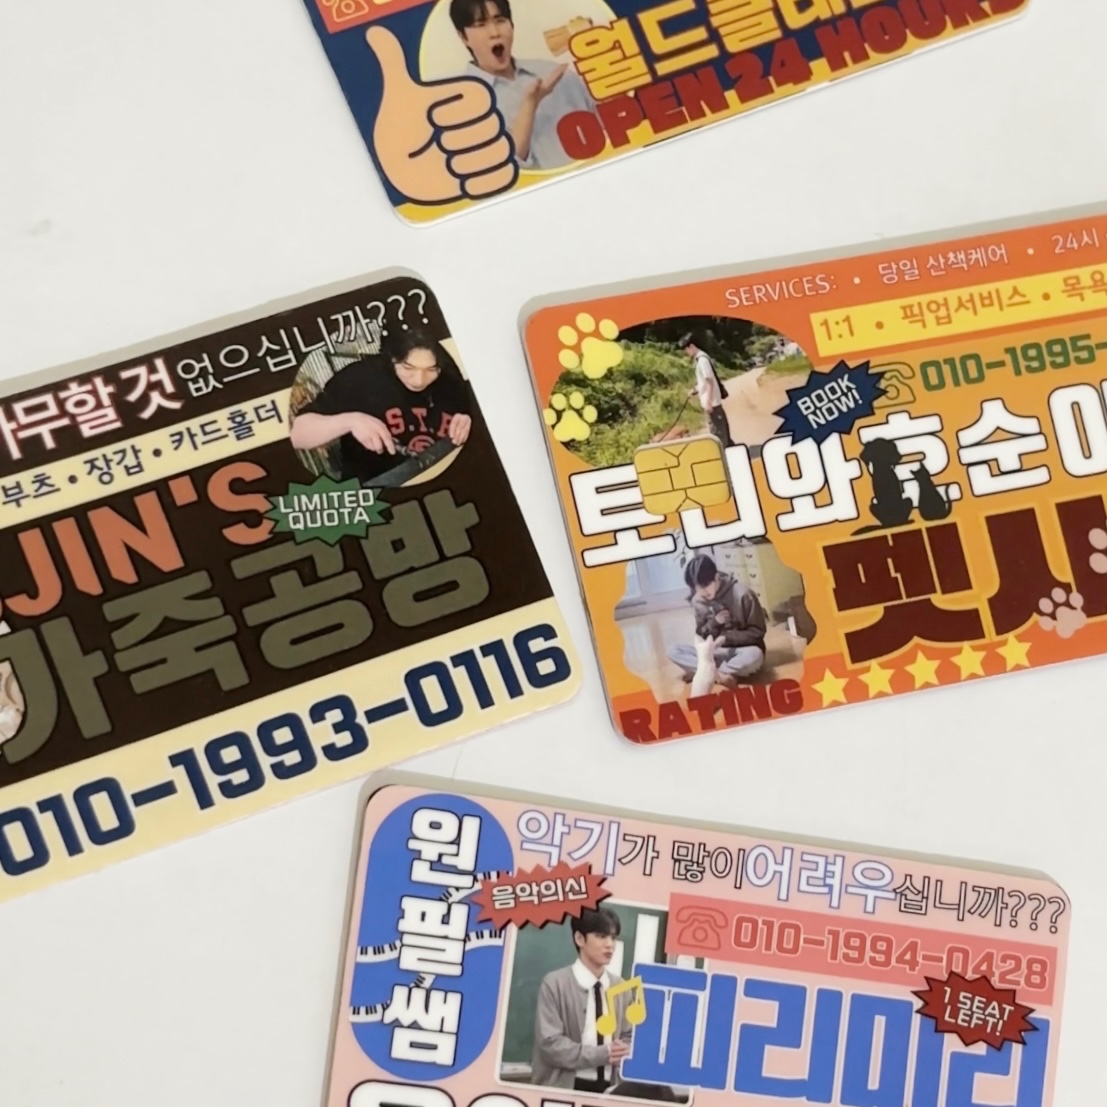 월드클래
OPEN 24 HOURS
나무할것없으십니까???
부츠 • 장갑 • 카드홀더
JIN'S
LIMITED
QUOTA
가죽공방
010-1993-0116
SERVICES: • 당일 산책케어 • 24시
1:1 • 픽업서비스 • 목욕
010-1995-
BOOK
NOW!
와호순이
펫시
RATING
원필쌤
악기가 많이어려우십니까???
음악의신
010-1994-0428
피리미리
1 SEAT
LEFT!
S.T.